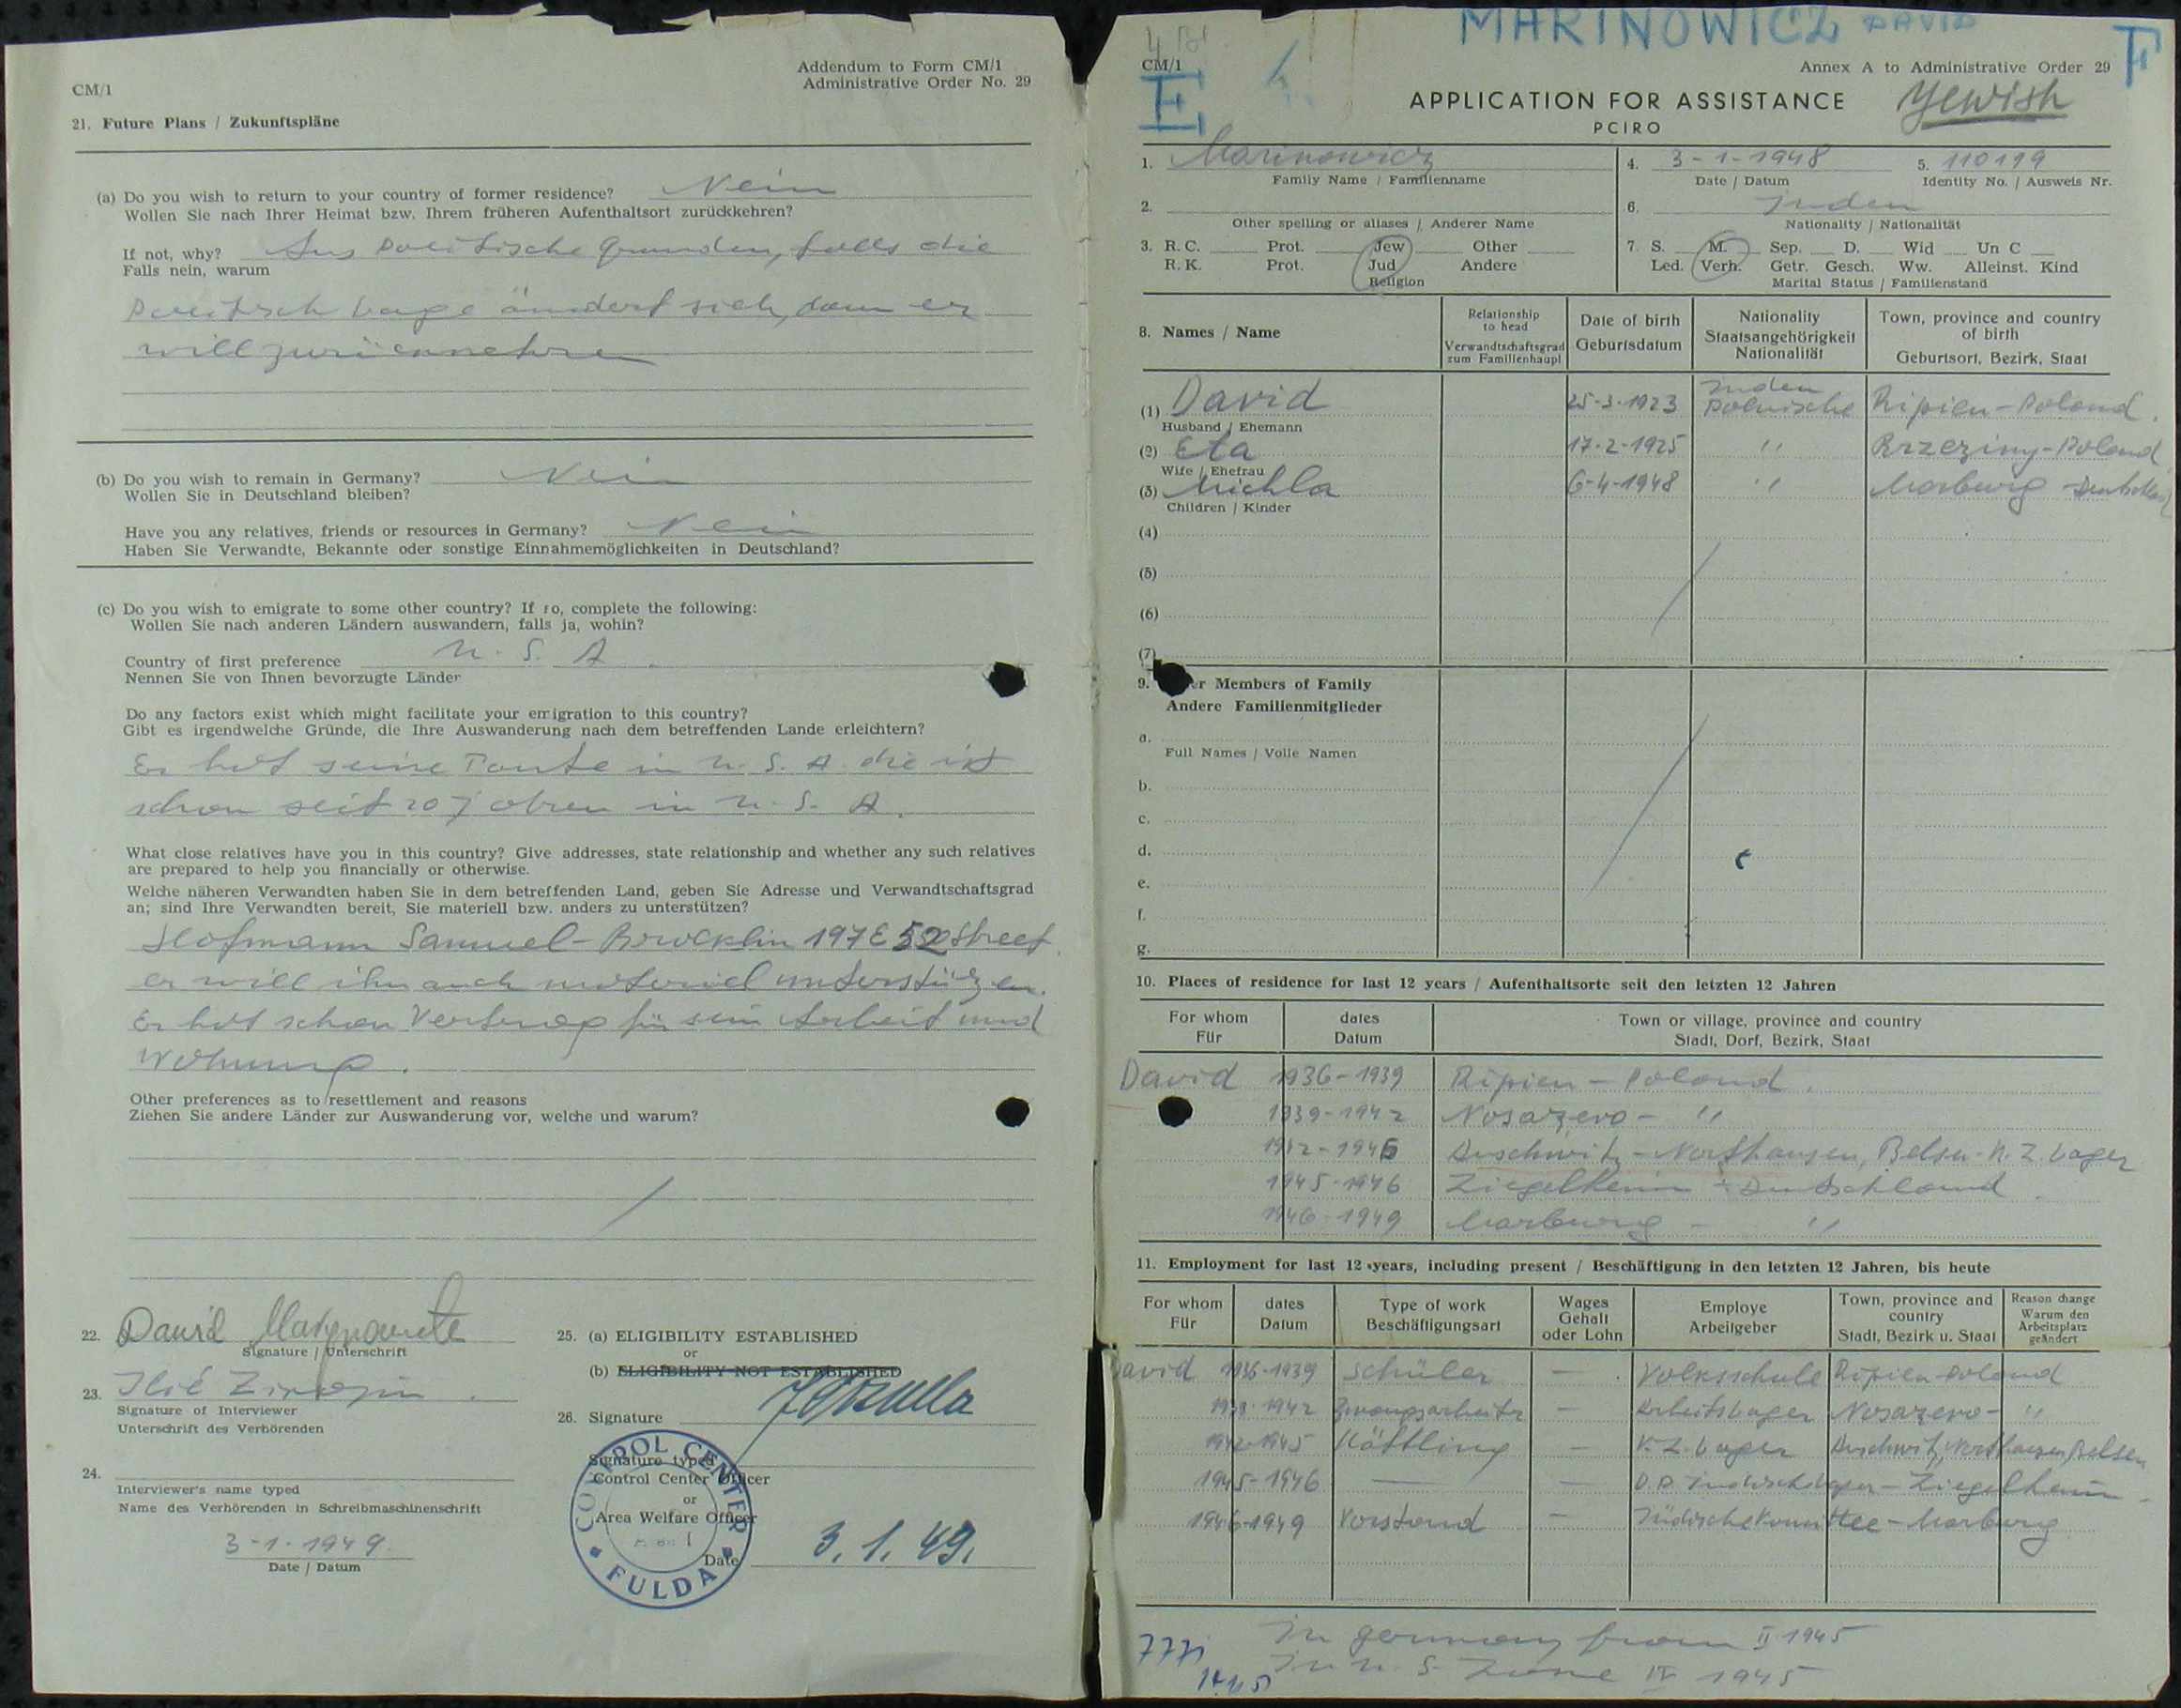 CM/1
Addendum to Form CM/1
Administrative Order No. 29
21. Future Plans / Zukunftspläne
(a) Do you wish to return to your country of former residence? Nein
Wollen Sie nach Ihrer Heimat bzw. Ihrem früheren Aufenthaltsort zurückkehren?
If not, why? Aus politische Grunden, falls die
Falls nein, warum
politisch Lage ändert sich, dann er
will
(b) Do you wish to remain in Germany? Nein
Wollen Sie in Deutschland bleiben?
Have you any relatives, friends or resources in Germany? Nein
Haben Sie Verwandte, Bekannte oder sonstige Einnahmemöglichkeiten in Deutschland?
(c) Do you wish to emigrate to some other country? If so, complete the following:
Wollen Sie nach anderen Ländern auswandern, falls ja, wohin?
Country of first preference U. S. A.
Nennen Sie von Ihnen bevorzugte Länder
Do any factors exist which might facilitate your emigration to this country?
Gibt es irgendwelche Gründe, die Ihre Auswanderung nach dem betreffenden Lande erleichtern?
Er hat seine Tante in U. S. A. die ist
schon seit 20 Jahren in U. S. A.
What close relatives have you in this country? Give addresses, state relationship and whether any such relatives
are prepared to help you financially or otherwise.
Welche näheren Verwandten haben Sie in dem betreffenden Land, geben Sie Adresse und Verwandtschaftsgrad
an; sind Ihre Verwandten bereit, Sie materiell bzw. anders zu unterstützen?
Hofmann Samuel - Brocklin 197 E 52 Street
er will ihn auch materiel unterstützen.
Er hat schon Vertrag für sein Arbeit und
Wohnung.
Other preferences as to resettlement and reasons
Ziehen Sie andere Länder zur Auswanderung vor, welche und warum?
22. David
Signature / Unterschrift
23.
Signature of Interviewer
Unterschrift des Verhörenden
24.
Interviewer's name typed
Name des Verhörenden in Schreibmaschinenschrift
3-1-1949.
Date / Datum
25. (a) ELIGIBILITY ESTABLISHED
or
(b) ELIGIBILITY NOT ESTABLISHED
26. Signature
Signature typed
Control Center Officer
or
Area Welfare Officer
Date 3. 1. 49.
CONTROL CENTER
FULDA
MARINOWICZ DAVID
CM/1
E
F
Annex A to Administrative Order 29
APPLICATION FOR ASSISTANCE
Yewish
PCIRO
1. Marinowicz
Family Name / Familienname
4. 3-1-1948
Date / Datum
5. 110199
Identity No. / Ausweis Nr.
2.
Other spelling or aliases / Anderer Name
6. Juden
Nationality / Nationalität
3. R. C. Prot. Jew Other
R. K. Prot. Jud Andere
Religion
7. S. M. Sep. D. Wid Un C
Led. Verh. Getr. Gesch. Ww. Alleinst. Kind
Marital Status / Familienstand
8. Names / Name
Relationship to head
Verwandtschaftsgrad zum Familienhaupt
Date of birth
Geburtsdatum
Nationality
Staatsangehörigkeit
Nationalität
Town, province and country of birth
Geburtsort, Bezirk, Staat
Juden
(1) David 25-3-1923 Polnische Ripien - Poland.
Husband / Ehemann
(2) Eta 17-2-1925 " Brzeziny - Poland
Wife / Ehefrau
(3) Michla 6-4-1948 " Marburg - Deutschland
Children / Kinder
(4)
(5)
(6)
(7)
9. Members of Family
Andere Familienmitglieder
a.
Full Names / Volle Namen
b.
c.
d.
e.
f.
g.
10. Places of residence for last 12 years / Aufenthaltsorte seit den letzten 12 Jahren
For whom
Für
dates
Datum
Town or village, province and country
Stadt, Dorf, Bezirk, Staat
David 1936-1939 Ripien - Poland.
1939-1942 Nosazevo - "
1942-1945 Auschwitz - Northausen, Belsen - K. Z. Lager
1945-1946 Ziegelheim - Deutschland.
1946-1949 Marburg - "
11. Employment for last 12 years, including present / Beschäftigung in den letzten 12 Jahren, bis heute
For whom
Für
dates
Datum
Type of work
Beschäftigungsart
Wages
Gehalt
oder Lohn
Employe
Arbeitgeber
Town, province and country
Stadt, Bezirk u. Staat
Reason change
Warum den Arbeitsplatz geändert
David 1936-1939 Schüler - Volksschule Ripien Poland
1939-1942 Zwangsarbeiter - Arbeitslager Nosazevo - "
1942-1945 Häftling - K. Z. Lager Auschwitz, Northausen, Belsen
1945-1946 - - Ziegelheim
1946-1949 Vorstand - Jüdische Komittee - Marburg
In Germany from II 1945
In U. S. Zone IV 1945